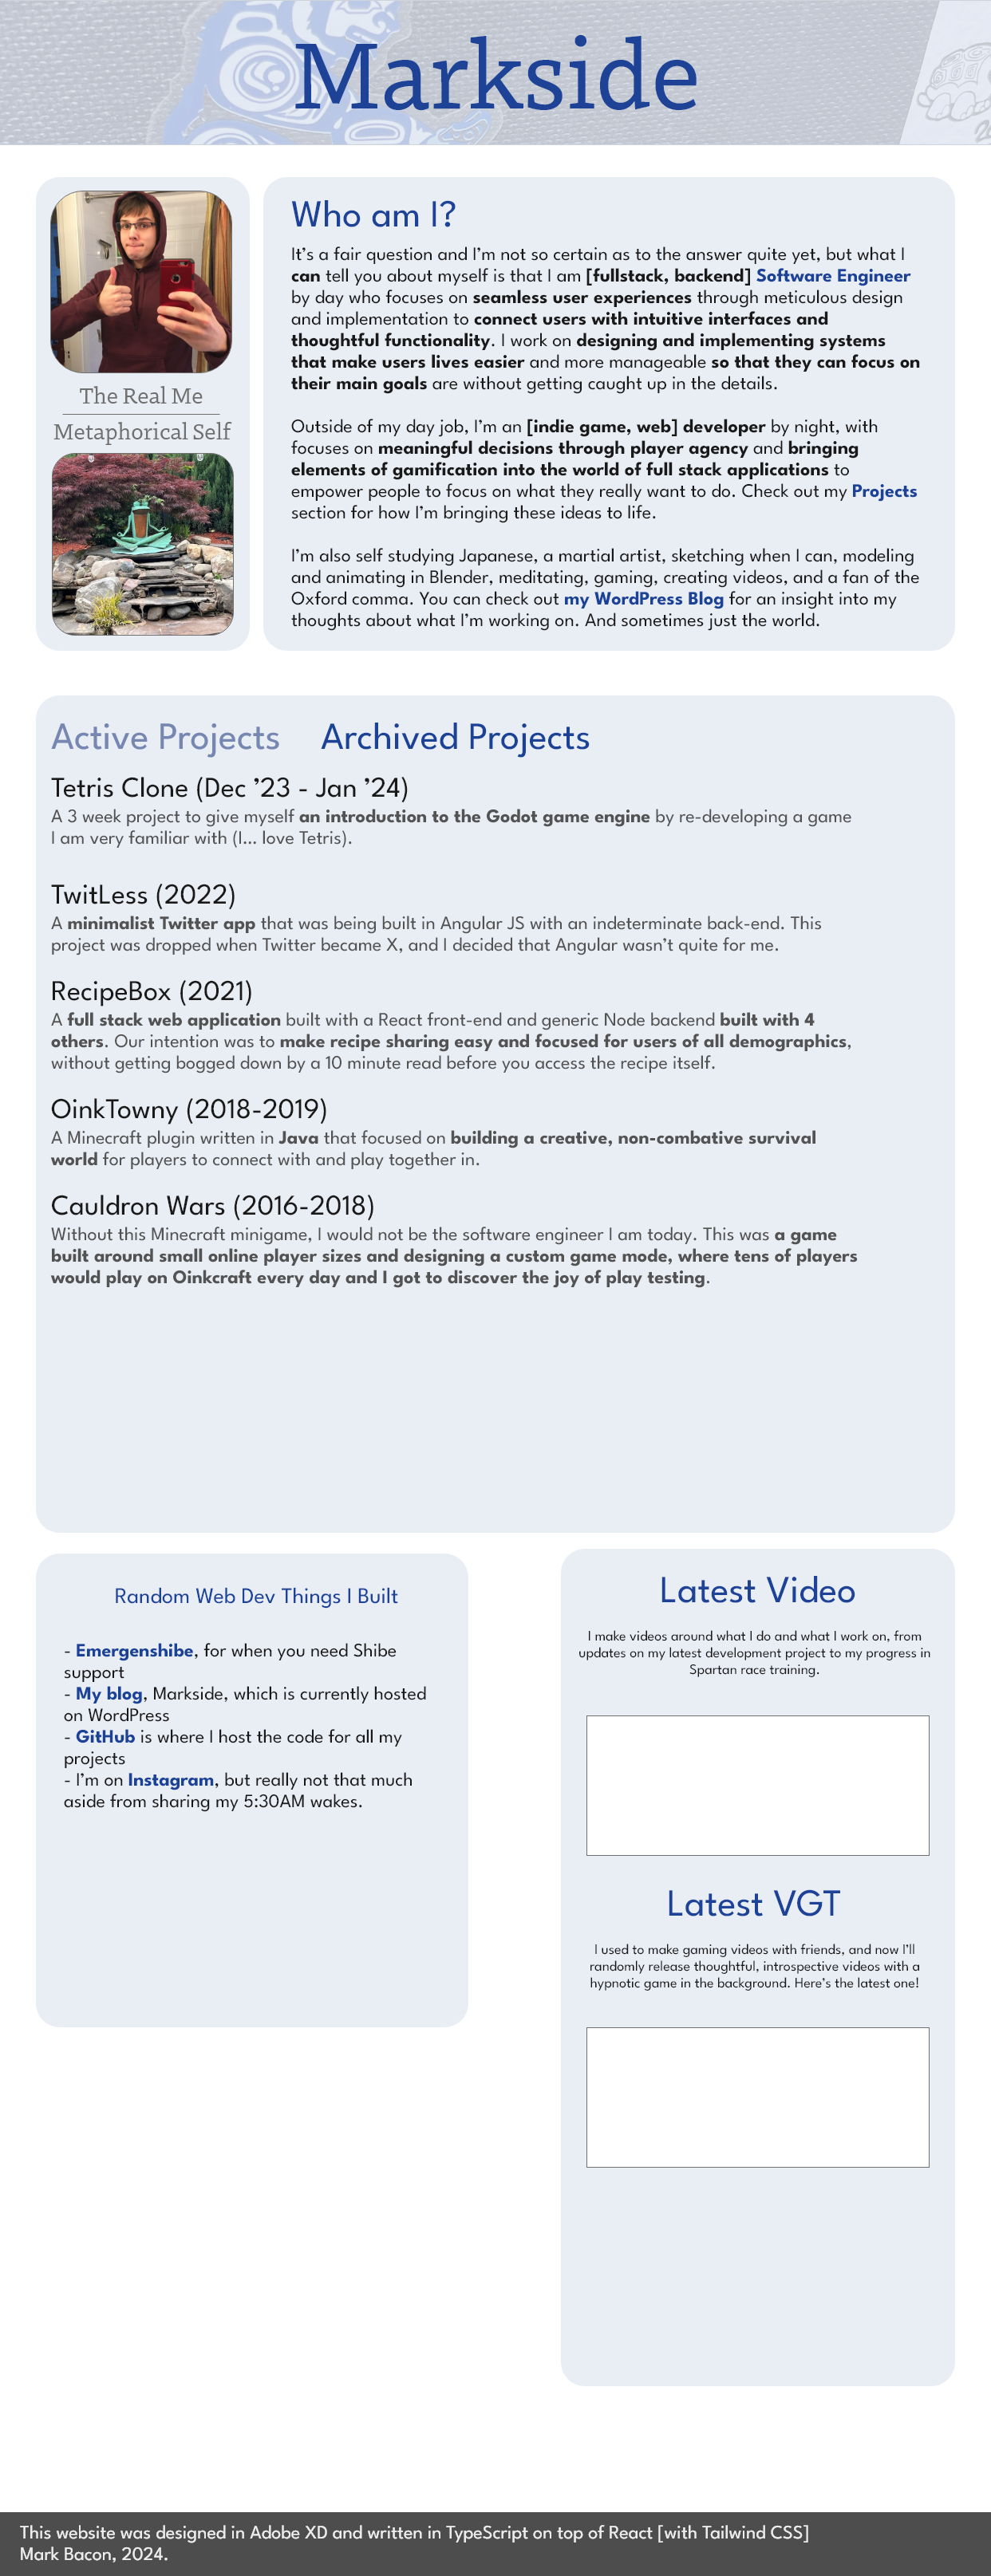 Markside
The Real Me
Metaphorical Self
Who am I?
It’s a fair question and I’m not so certain as to the answer quite yet, but what I
can tell you about myself is that I am [fullstack, backend] Software Engineer
by day who focuses on seamless user experiences through meticulous design
and implementation to connect users with intuitive interfaces and
thoughtful functionality. I work on designing and implementing systems
that make users lives easier and more manageable so that they can focus on
their main goals are without getting caught up in the details.
Outside of my day job, I’m an [indie game, web] developer by night, with
focuses on meaningful decisions through player agency and bringing
elements of gamification into the world of full stack applications to
empower people to focus on what they really want to do. Check out my Projects
section for how I’m bringing these ideas to life.
I’m also self studying Japanese, a martial artist, sketching when I can, modeling
and animating in Blender, meditating, gaming, creating videos, and a fan of the
Oxford comma. You can check out my WordPress Blog for an insight into my
thoughts about what I’m working on. And sometimes just the world.
Active Projects Archived Projects
Tetris Clone (Dec ’23 - Jan ’24)
A 3 week project to give myself an introduction to the Godot game engine by re-developing a game
I am very familiar with (I... love Tetris).
TwitLess (2022)
A minimalist Twitter app that was being built in Angular JS with an indeterminate back-end. This
project was dropped when Twitter became X, and I decided that Angular wasn’t quite for me.
RecipeBox (2021)
A full stack web application built with a React front-end and generic Node backend built with 4
others. Our intention was to make recipe sharing easy and focused for users of all demographics,
without getting bogged down by a 10 minute read before you access the recipe itself.
OinkTowny (2018-2019)
A Minecraft plugin written in Java that focused on building a creative, non-combative survival
world for players to connect with and play together in.
Cauldron Wars (2016-2018)
Without this Minecraft minigame, I would not be the software engineer I am today. This was a game
built around small online player sizes and designing a custom game mode, where tens of players
would play on Oinkcraft every day and I got to discover the joy of play testing.
Random Web Dev Things I Built
- Emergenshibe, for when you need Shibe
support
- My blog, Markside, which is currently hosted
on WordPress
- GitHub is where I host the code for all my
projects
- I’m on Instagram, but really not that much
aside from sharing my 5:30AM wakes.
Latest Video
I make videos around what I do and what I work on, from
updates on my latest development project to my progress in
Spartan race training.
Latest VGT
I used to make gaming videos with friends, and now I’ll
randomly release thoughtful, introspective videos with a
hypnotic game in the background. Here’s the latest one!
This website was designed in Adobe XD and written in TypeScript on top of React [with Tailwind CSS]
Mark Bacon, 2024.